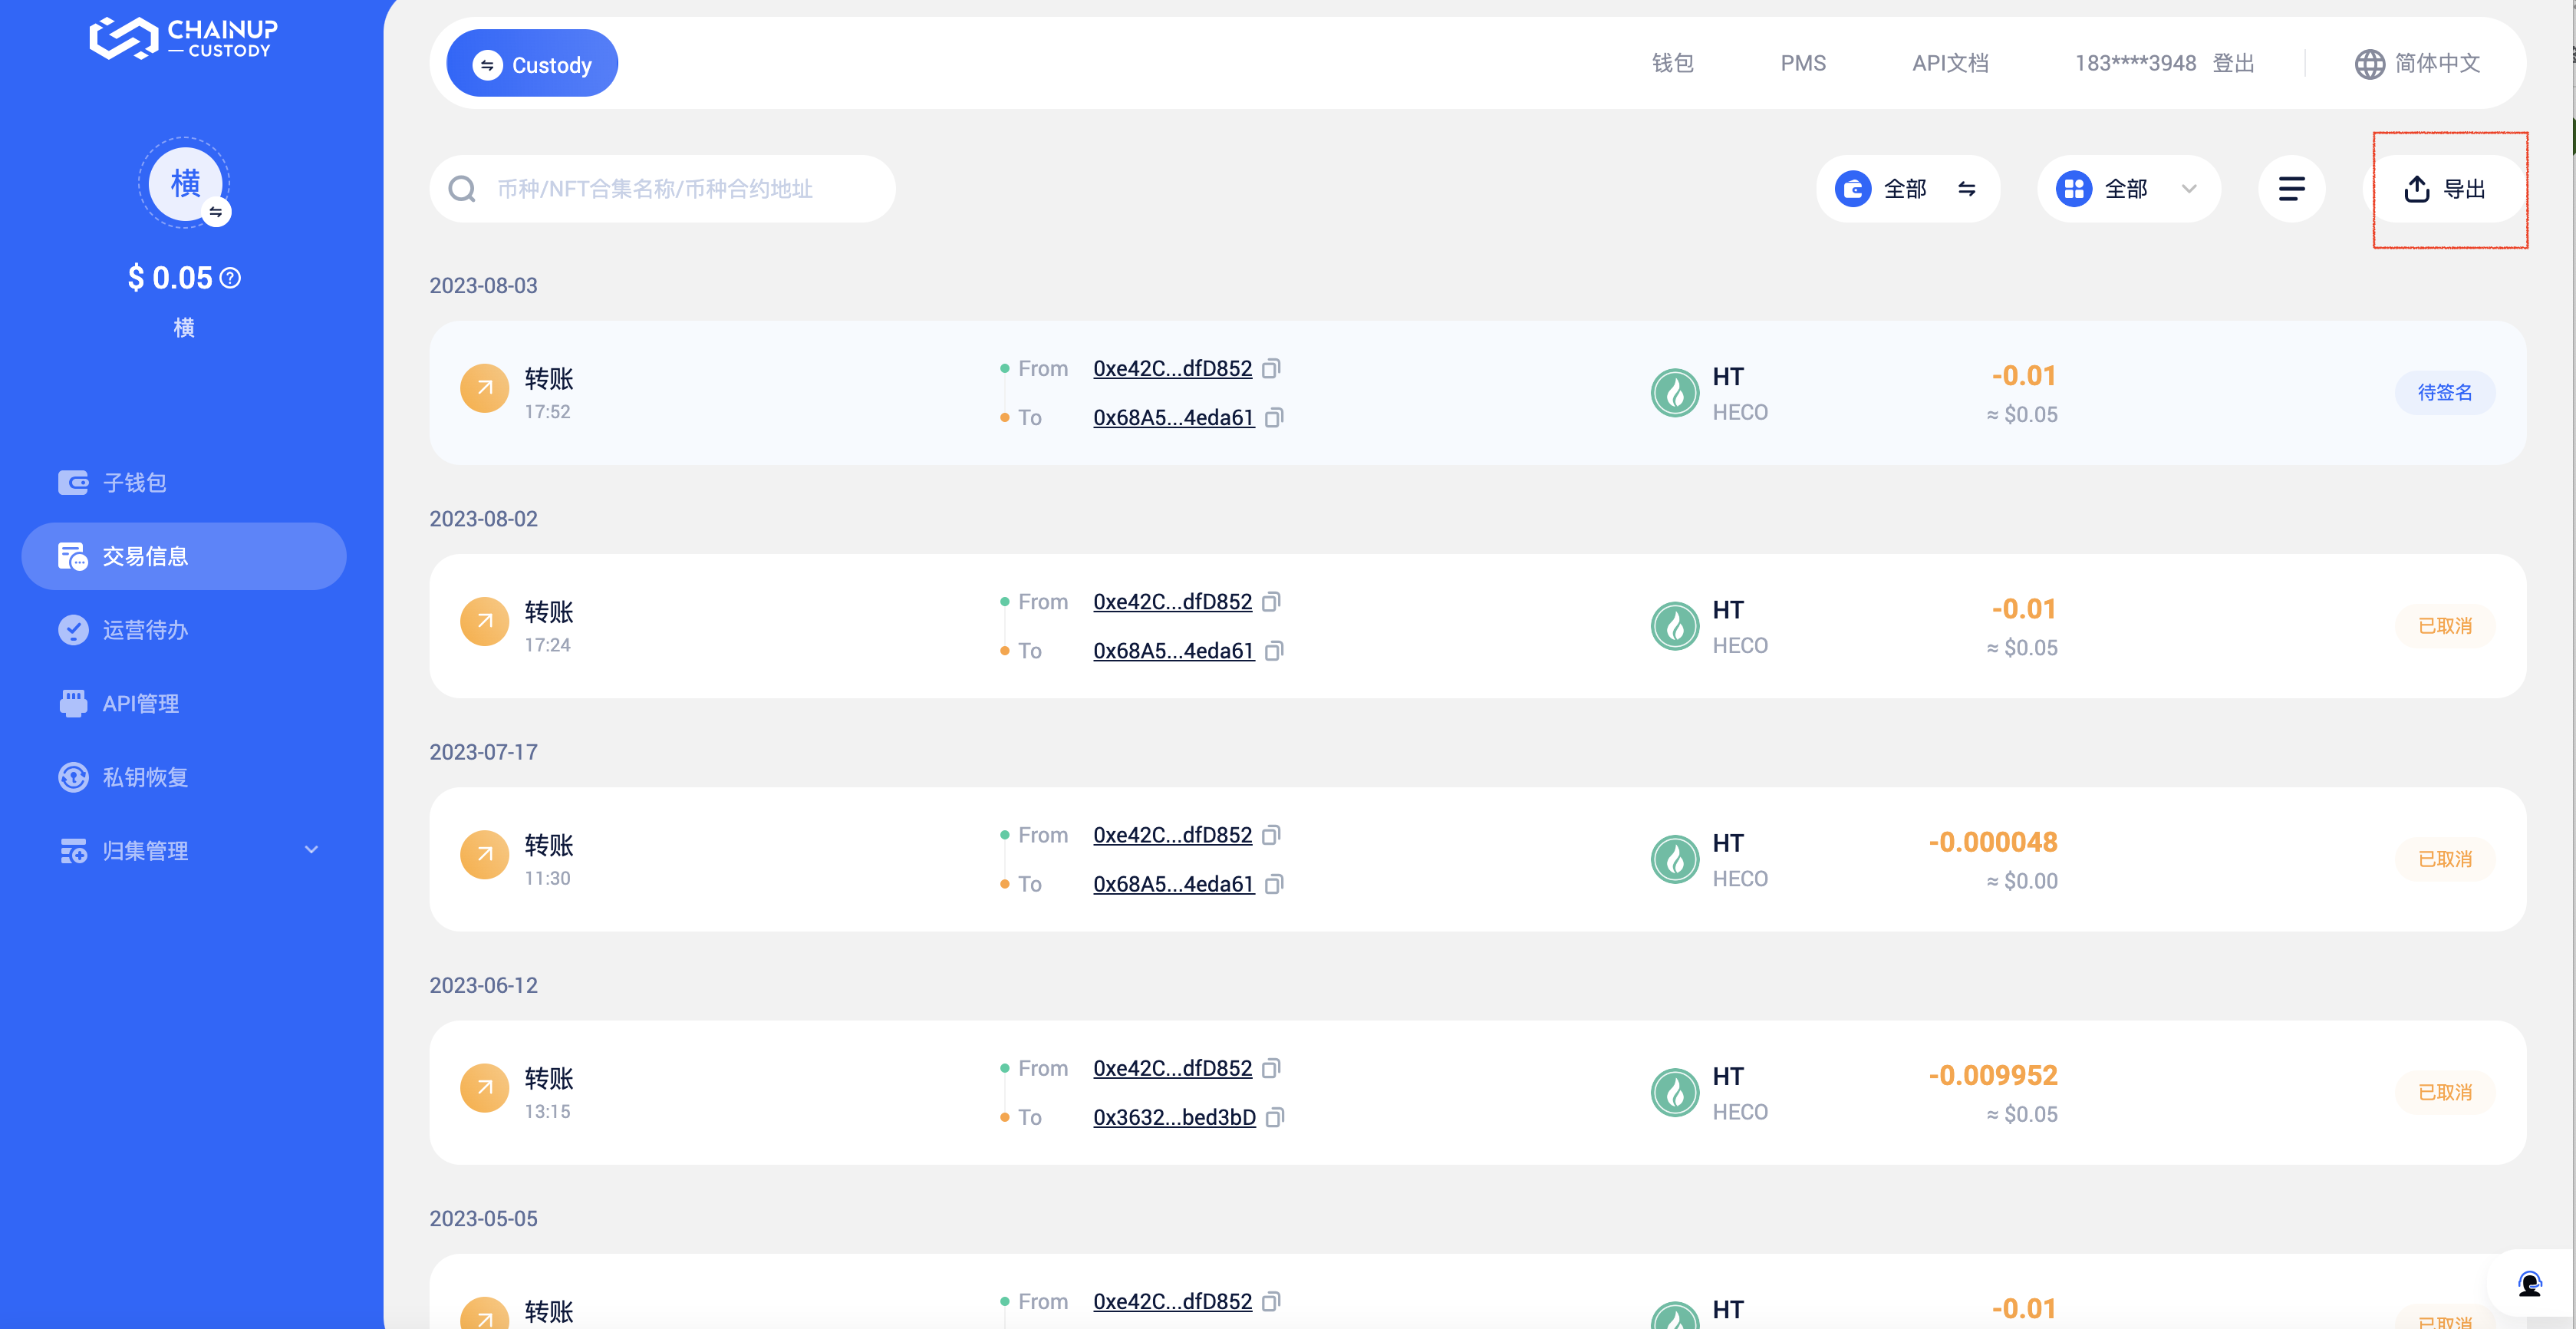 CHAINUP
CUSTODY
横
$ 0.05
横
子钱包
交易信息
运营待办
API管理
私钥恢复
归集管理
Custody
钱包
PMS
API文档
183****3948 登出
简体中文
币种/NFT合集名称/币种合约地址
全部
全部
导出
2023-08-03
转账
17:52
From 0xe42C...dfD852
To 0x68A5...4eda61
HT
HECO
-0.01
≈ $0.05
待签名
2023-08-02
转账
17:24
From 0xe42C...dfD852
To 0x68A5...4eda61
HT
HECO
-0.01
≈ $0.05
已取消
2023-07-17
转账
11:30
From 0xe42C...dfD852
To 0x68A5...4eda61
HT
HECO
-0.000048
≈ $0.00
已取消
2023-06-12
转账
13:15
From 0xe42C...dfD852
To 0x3632...bed3bD
HT
HECO
-0.009952
≈ $0.05
已取消
2023-05-05
转账
From 0xe42C...dfD852
HT
-0.01
已取消